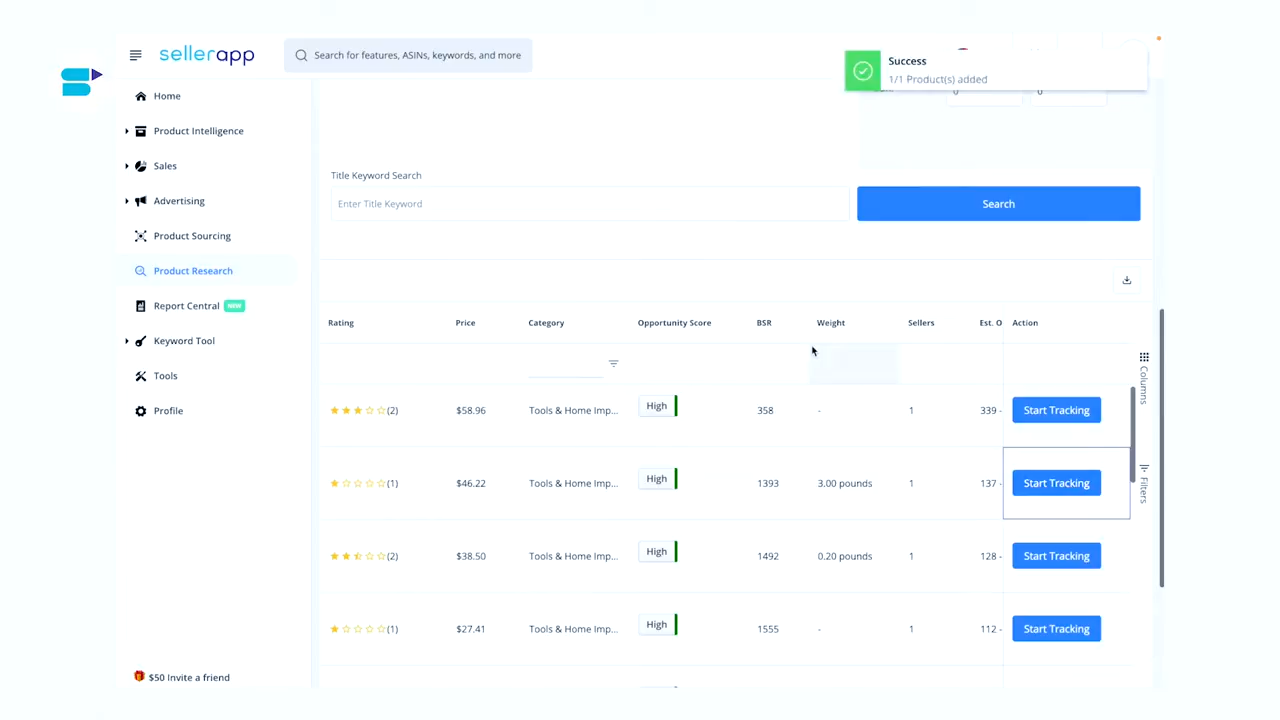 sellerapp
Search for features, ASINs, keywords, and more
Success
1/1 Product(s) added
Home
Product Intelligence
Sales
Advertising
Product Sourcing
Product Research
Report Central NEW
Keyword Tool
Tools
Profile
$50 Invite a friend
Title Keyword Search
Enter Title Keyword
Search
Rating Price Category Opportunity Score BSR Weight Sellers Est. O Action
(2) $58.96 Tools & Home Imp... High 358 - 1 339 - Start Tracking
(1) $46.22 Tools & Home Imp... High 1393 3.00 pounds 1 137 - Start Tracking
(2) $38.50 Tools & Home Imp... High 1492 0.20 pounds 1 128 - Start Tracking
(1) $27.41 Tools & Home Imp... High 1555 - 1 112 - Start Tracking
Columns
Filters